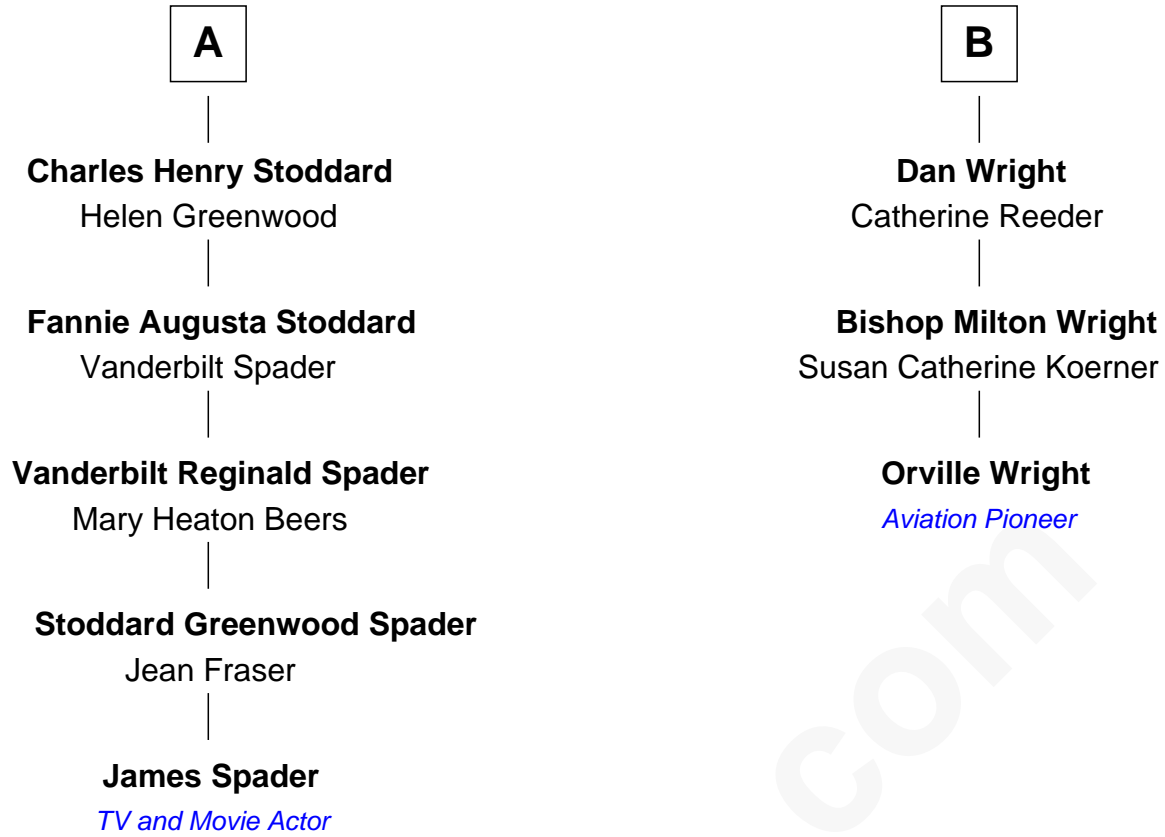 A
Charles Henry Stoddard
Helen Greenwood
Fannie Augusta Stoddard
Vanderbilt Spader
Vanderbilt Reginald Spader
Mary Heaton Beers
Stoddard Greenwood Spader
Jean Fraser
James Spader
TV and Movie Actor
B
Dan Wright
Catherine Reeder
Bishop Milton Wright
Susan Catherine Koerner
Orville Wright
Aviation Pioneer
com